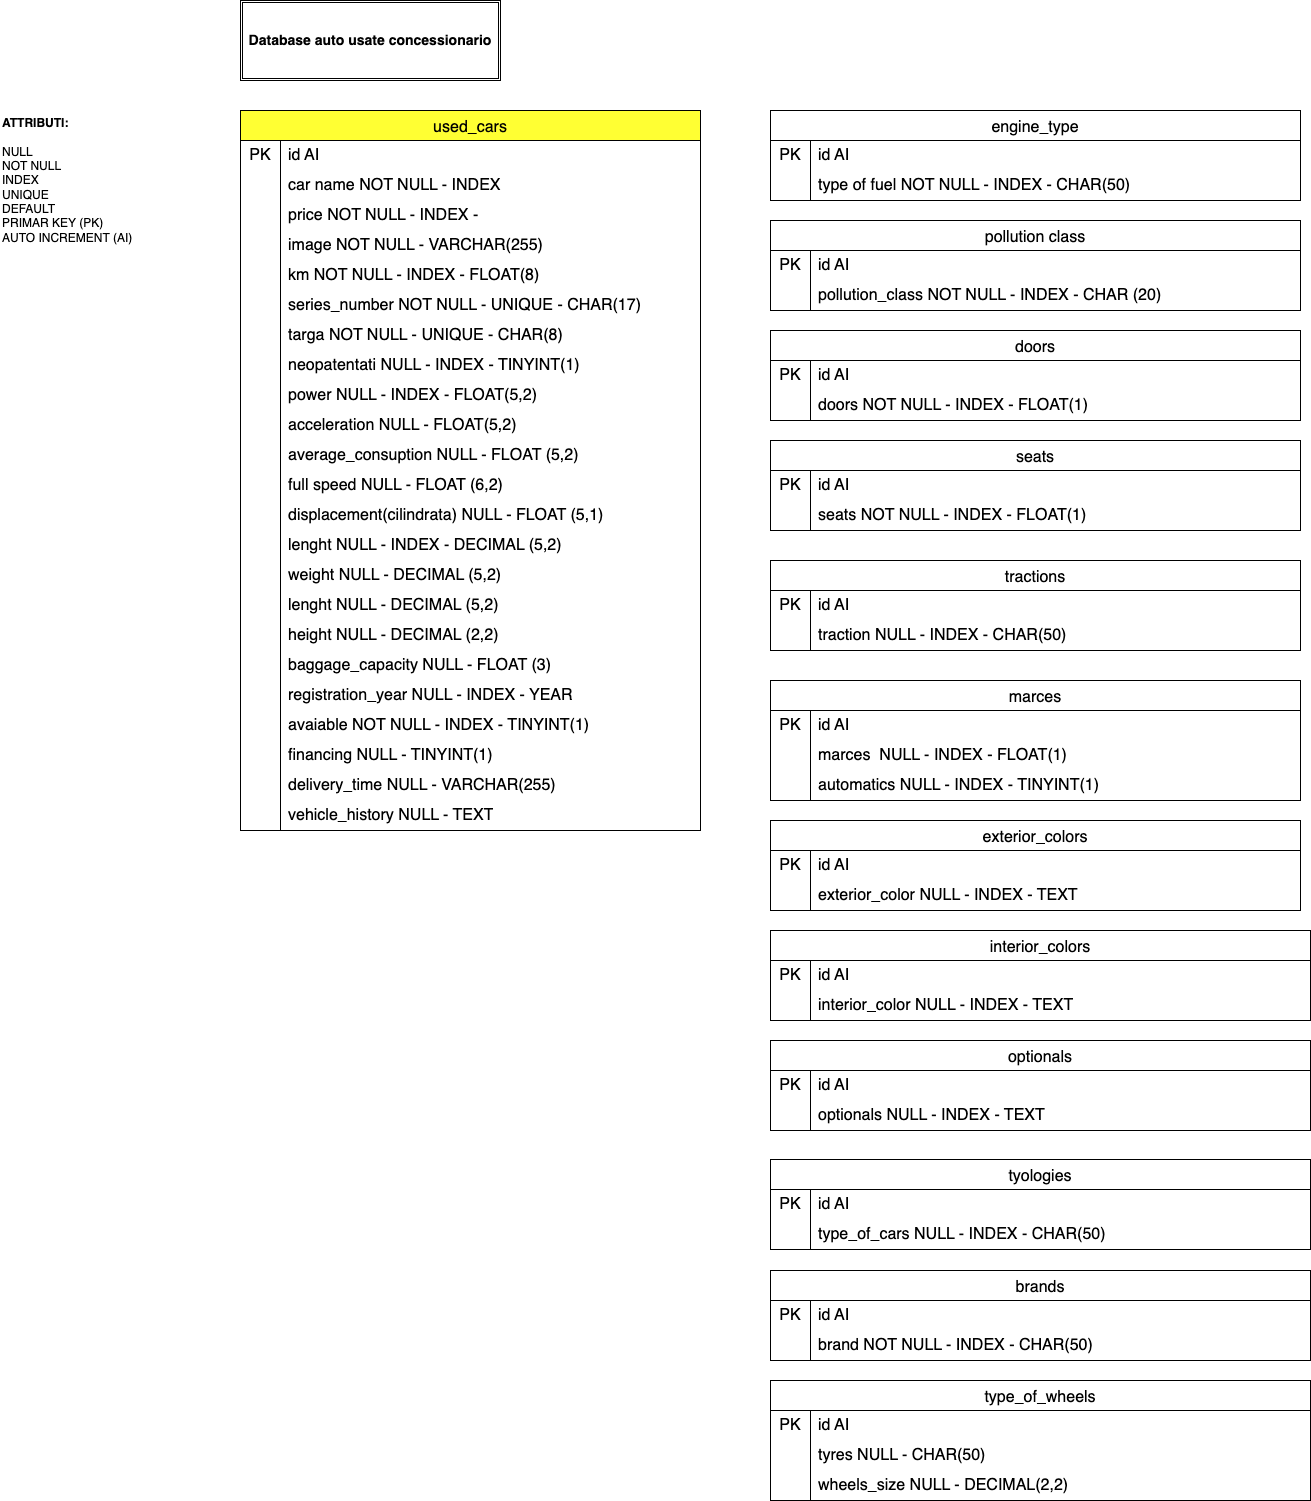 Database auto usate concessionario
ATTRIBUTI:
NULL
NOT NULL
INDEX
UNIQUE
DEFAULT
PRIMAR KEY (PK)
AUTO INCREMENT (AI)
used_cars
PK id AI
car name NOT NULL - INDEX
price NOT NULL - INDEX -
image NOT NULL - VARCHAR(255)
km NOT NULL - INDEX - FLOAT(8)
series_number NOT NULL - UNIQUE - CHAR(17)
targa NOT NULL - UNIQUE - CHAR(8)
neopatentati NULL - INDEX - TINYINT(1)
power NULL - INDEX - FLOAT(5,2)
acceleration NULL - FLOAT(5,2)
average_consuption NULL - FLOAT (5,2)
full speed NULL - FLOAT (6,2)
displacement(cilindrata) NULL - FLOAT (5,1)
lenght NULL - INDEX - DECIMAL (5,2)
weight NULL - DECIMAL (5,2)
lenght NULL - DECIMAL (5,2)
height NULL - DECIMAL (2,2)
baggage_capacity NULL - FLOAT (3)
registration_year NULL - INDEX - YEAR
avaiable NOT NULL - INDEX - TINYINT(1)
financing NULL - TINYINT(1)
delivery_time NULL - VARCHAR(255)
vehicle_history NULL - TEXT
engine_type
PK id AI
type of fuel NOT NULL - INDEX - CHAR(50)
pollution class
PK id AI
pollution_class NOT NULL - INDEX - CHAR (20)
doors
PK id AI
doors NOT NULL - INDEX - FLOAT(1)
seats
PK id AI
seats NOT NULL - INDEX - FLOAT(1)
tractions
PK id AI
traction NULL - INDEX - CHAR(50)
marces
PK id AI
marces NULL - INDEX - FLOAT(1)
automatics NULL - INDEX - TINYINT(1)
exterior_colors
PK id AI
exterior_color NULL - INDEX - TEXT
interior_colors
PK id AI
interior_color NULL - INDEX - TEXT
optionals
PK id AI
optionals NULL - INDEX - TEXT
tyologies
PK id AI
type_of_cars NULL - INDEX - CHAR(50)
brands
PK id AI
brand NOT NULL - INDEX - CHAR(50)
type_of_wheels
PK id AI
tyres NULL - CHAR(50)
wheels_size NULL - DECIMAL(2,2)